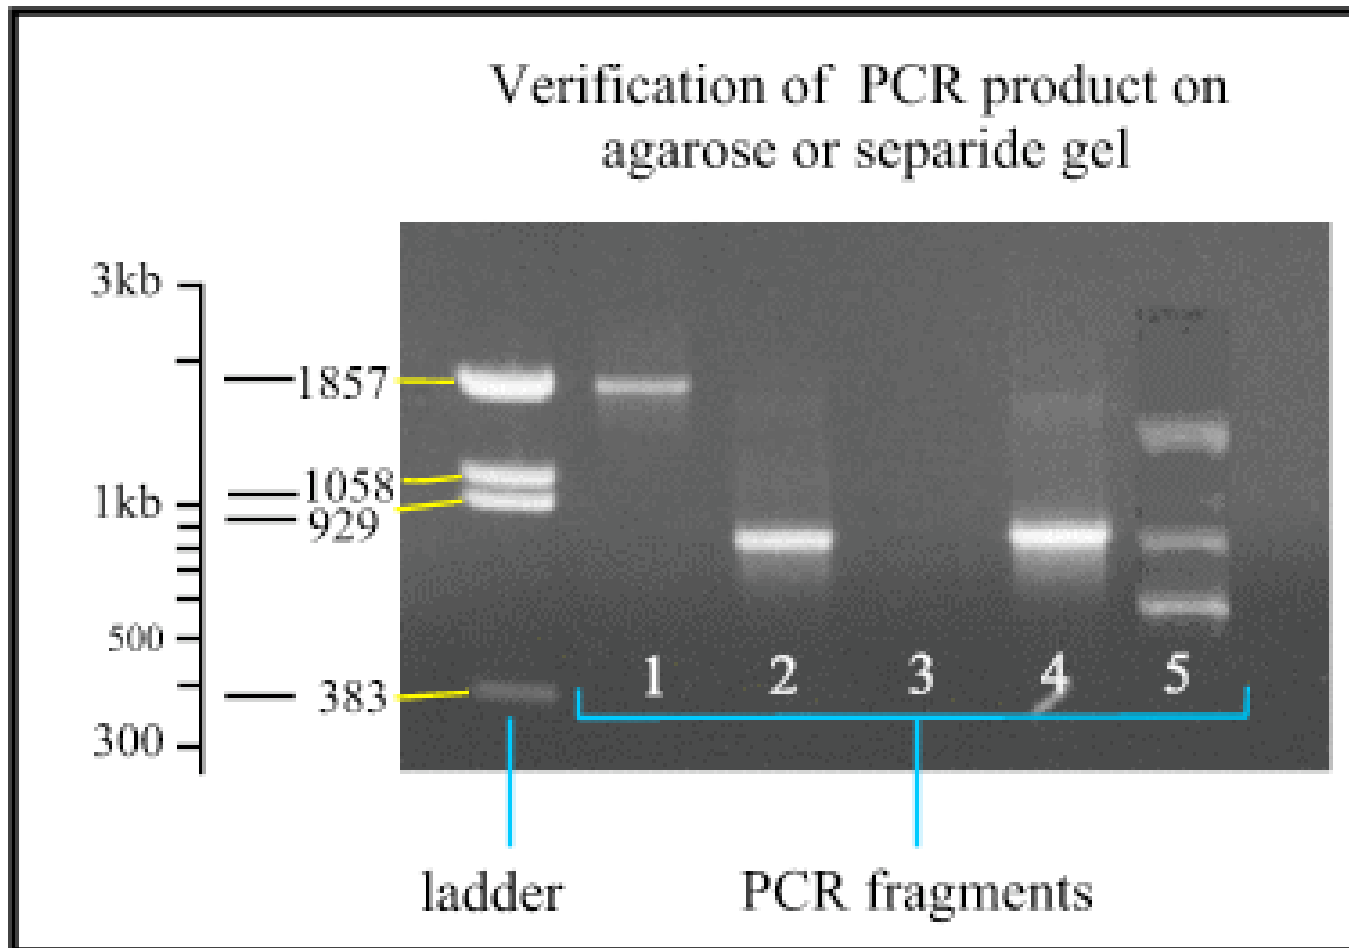 Verification of PCR product on
agarose or separide gel
3kb
1857
1058
1kb
929
500
383
300
1 2 3 4 5
ladder
PCR fragments